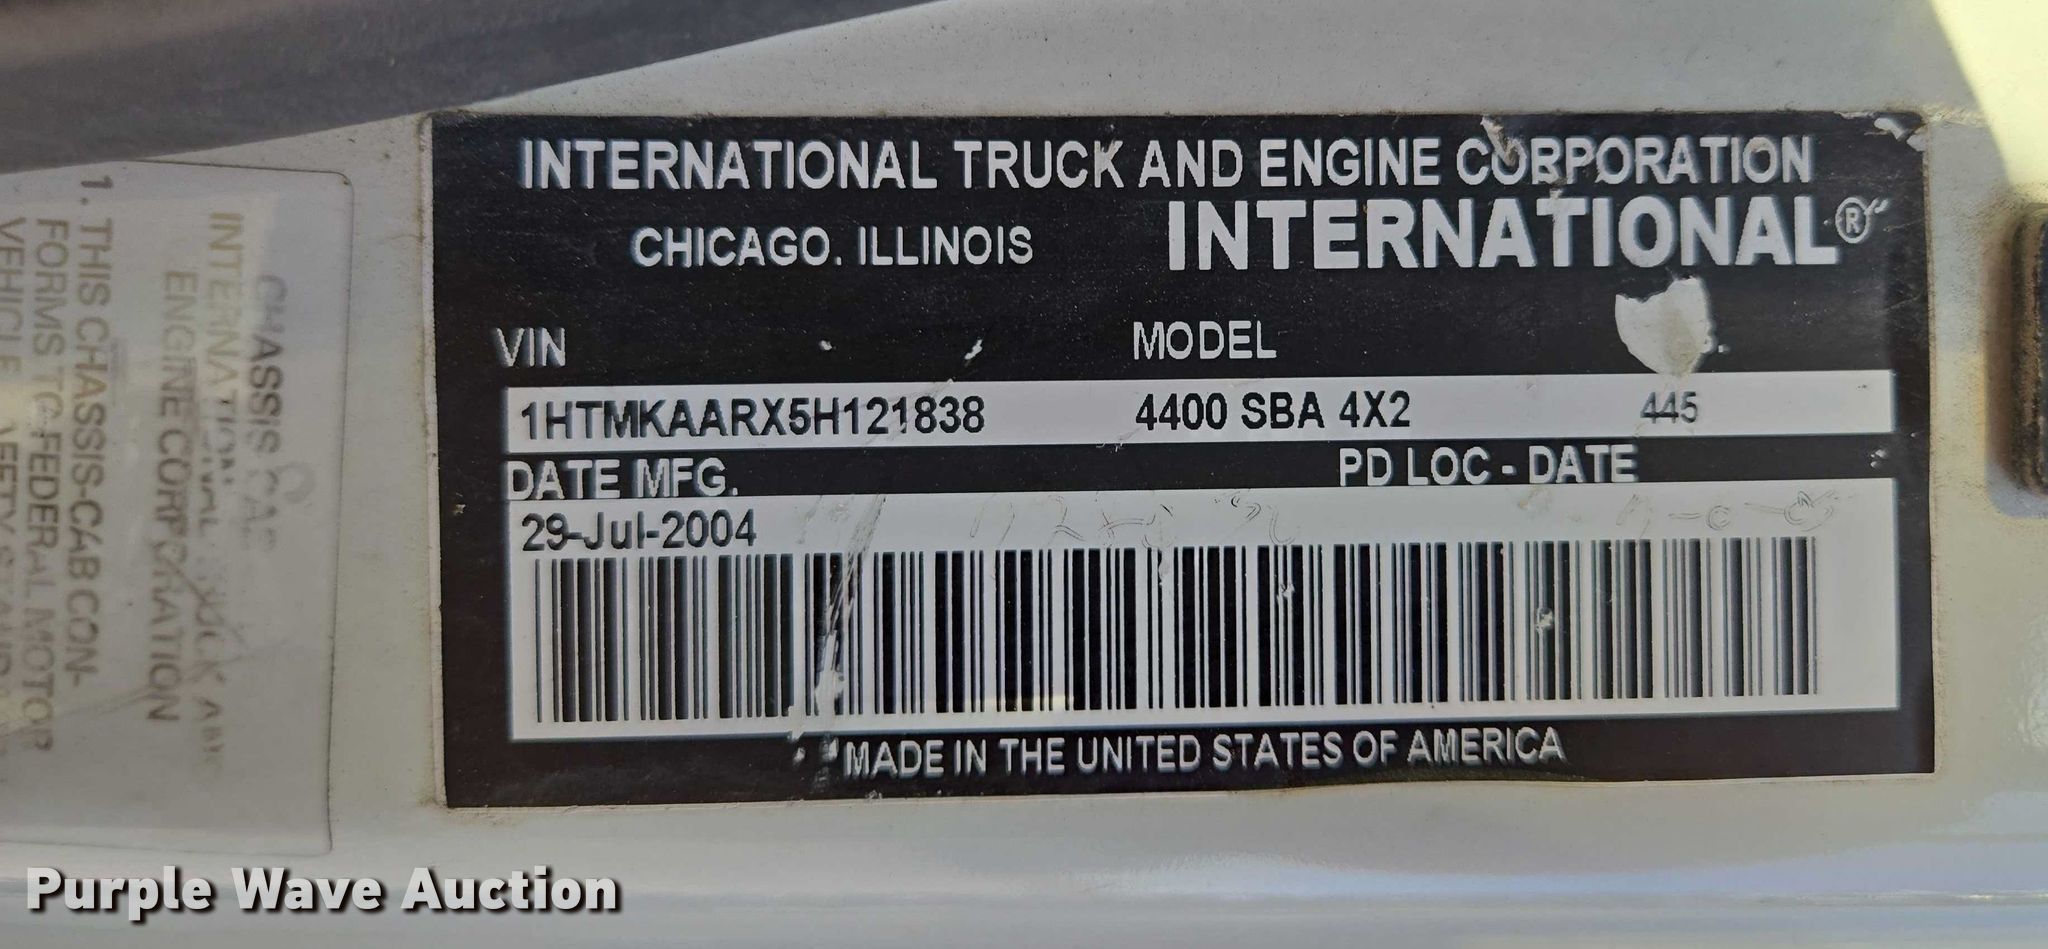 INTERNATIONAL TRUCK AND ENGINE CORPORATION
CHICAGO, ILLINOIS
INTERNATIONAL®
VIN
MODEL
1HTMKAARX5H121838
4400 SBA 4X2
445
DATE MFG.
PD LOC - DATE
29-Jul-2004
MADE IN THE UNITED STATES OF AMERICA
CHASSIS
INTERNATIONAL
ENGINE CORPORATION
1. THIS CHASSIS-CAB CON-
FORMS TO FEDERAL MOTOR
VEHICLE
Purple Wave Auction